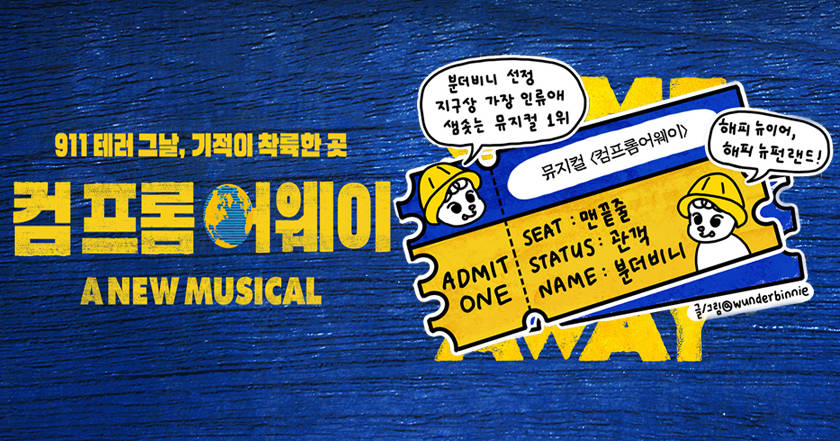 911 테러 그날, 기적이 착륙한 곳
컴 프롬 어웨이
A NEW MUSICAL
분더비니 선정
지구상 가장 인류애
샘솟는 뮤지컬 1위
해피 뉴이어,
해피 뉴펀랜드!
뮤지컬 <컴프롬어웨이>
ADMIT
ONE
SEAT : 맨끝줄
STATUS : 관객
NAME : 분더비니
글/그림@wunderbinnie
AWAY